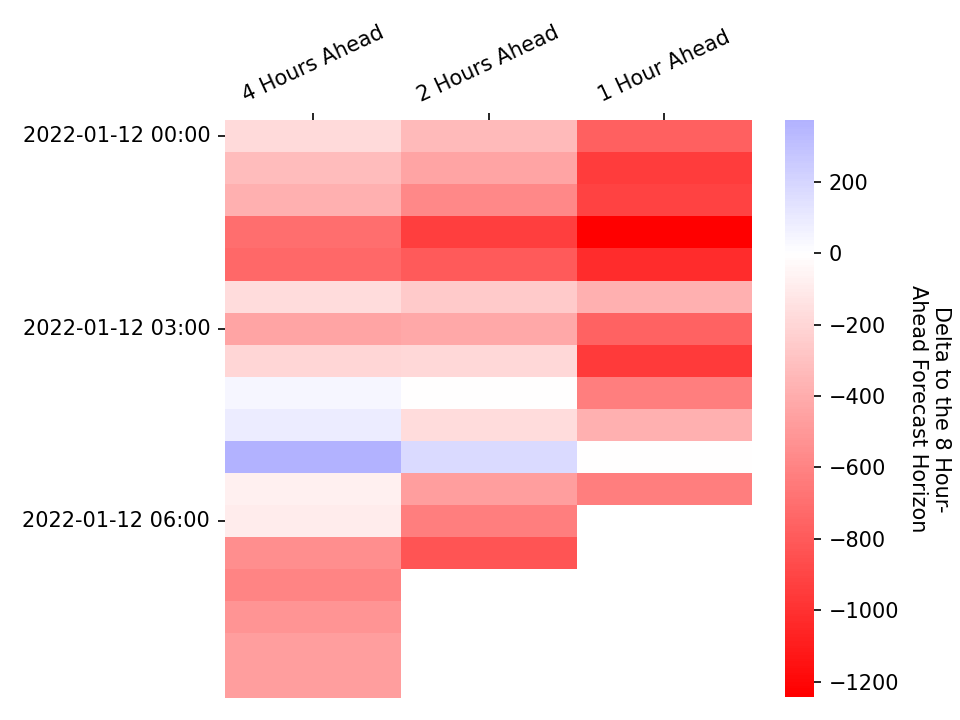 4 Hours Ahead
2 Hours Ahead
1 Hour Ahead
2022-01-12 00:00
2022-01-12 03:00
2022-01-12 06:00
200
0
−200
−400
−600
−800
−1000
−1200
Delta to the 8 Hour-
Ahead Forecast Horizon